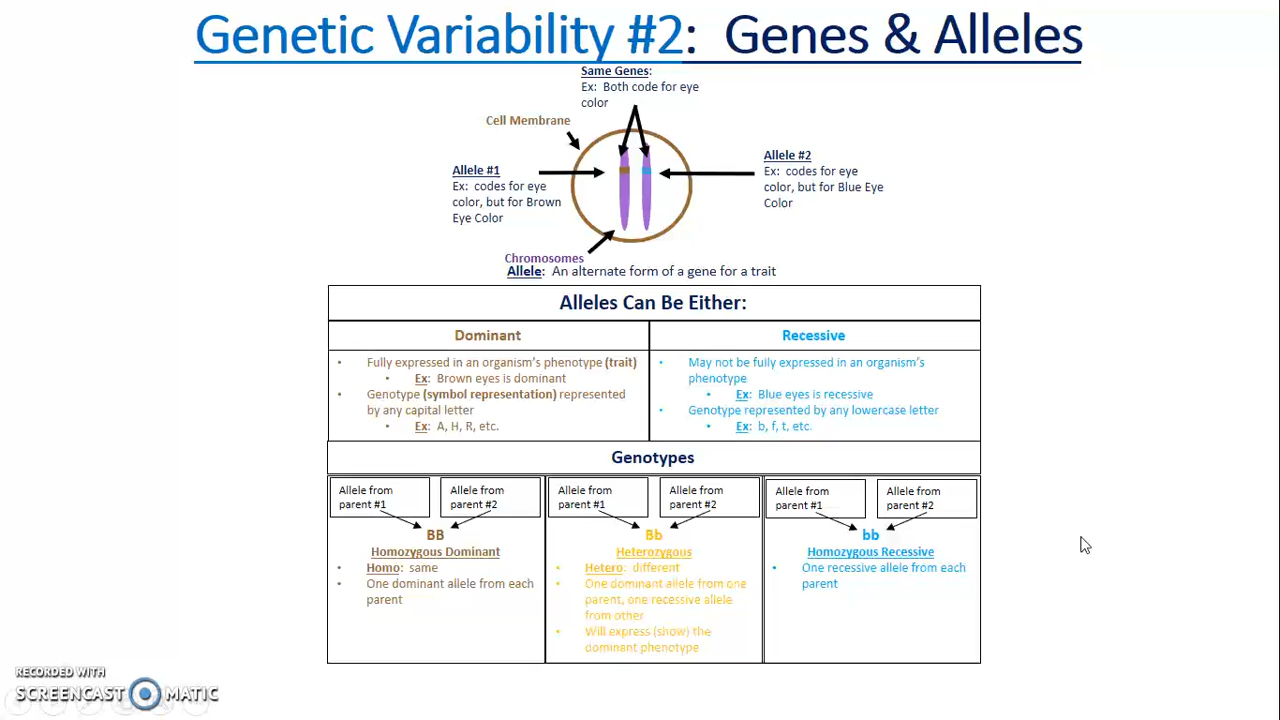 Genetic Variability #2:  Genes & Alleles
Same Genes:
Ex:  Both code for eye
color
Cell Membrane
Allele #1
Ex:  codes for eye
color, but for Brown
Eye Color
Allele #2
Ex:  codes for eye
color, but for Blue Eye
Color
Chromosomes
Allele:  An alternate form of a gene for a trait
Alleles Can Be Either:
Dominant
• Fully expressed in an organism's phenotype (trait)
• Ex:  Brown eyes is dominant
• Genotype (symbol representation) represented
by any capital letter
• Ex:  A, H, R, etc.
Recessive
• May not be fully expressed in an organism's
phenotype
• Ex:  Blue eyes is recessive
• Genotype represented by any lowercase letter
• Ex:  b, f, t, etc.
Genotypes
Allele from
parent #1
Allele from
parent #2
BB
Homozygous Dominant
• Homo:  same
• One dominant allele from each
parent
Allele from
parent #1
Allele from
parent #2
Bb
Heterozygous
• Hetero:  different
• One dominant allele from one
parent, one recessive allele
from other
• Will express (show) the
dominant phenotype
Allele from
parent #1
Allele from
parent #2
bb
Homozygous Recessive
• One recessive allele from each
parent
RECORDED WITH
SCREENCAST MATIC